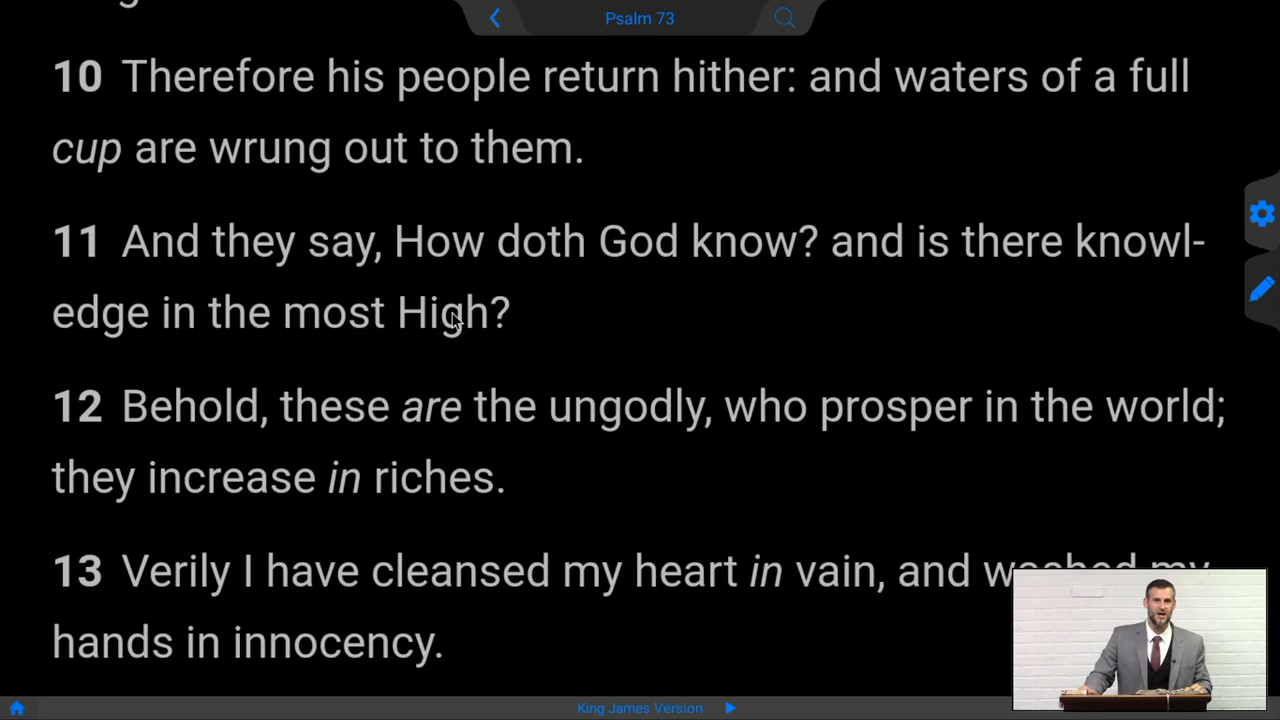 Psalm 73
10 Therefore his people return hither: and waters of a full
cup are wrung out to them.
11 And they say, How doth God know? and is there knowl-
edge in the most High?
12 Behold, these are the ungodly, who prosper in the world;
they increase in riches.
13 Verily I have cleansed my heart in vain, and washed my
hands in innocency.
King James Version